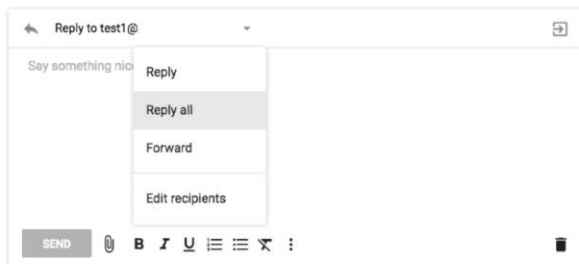 Reply to test1@
Say something nic
Reply
Reply all
Forward
Edit recipients
SEND B I U